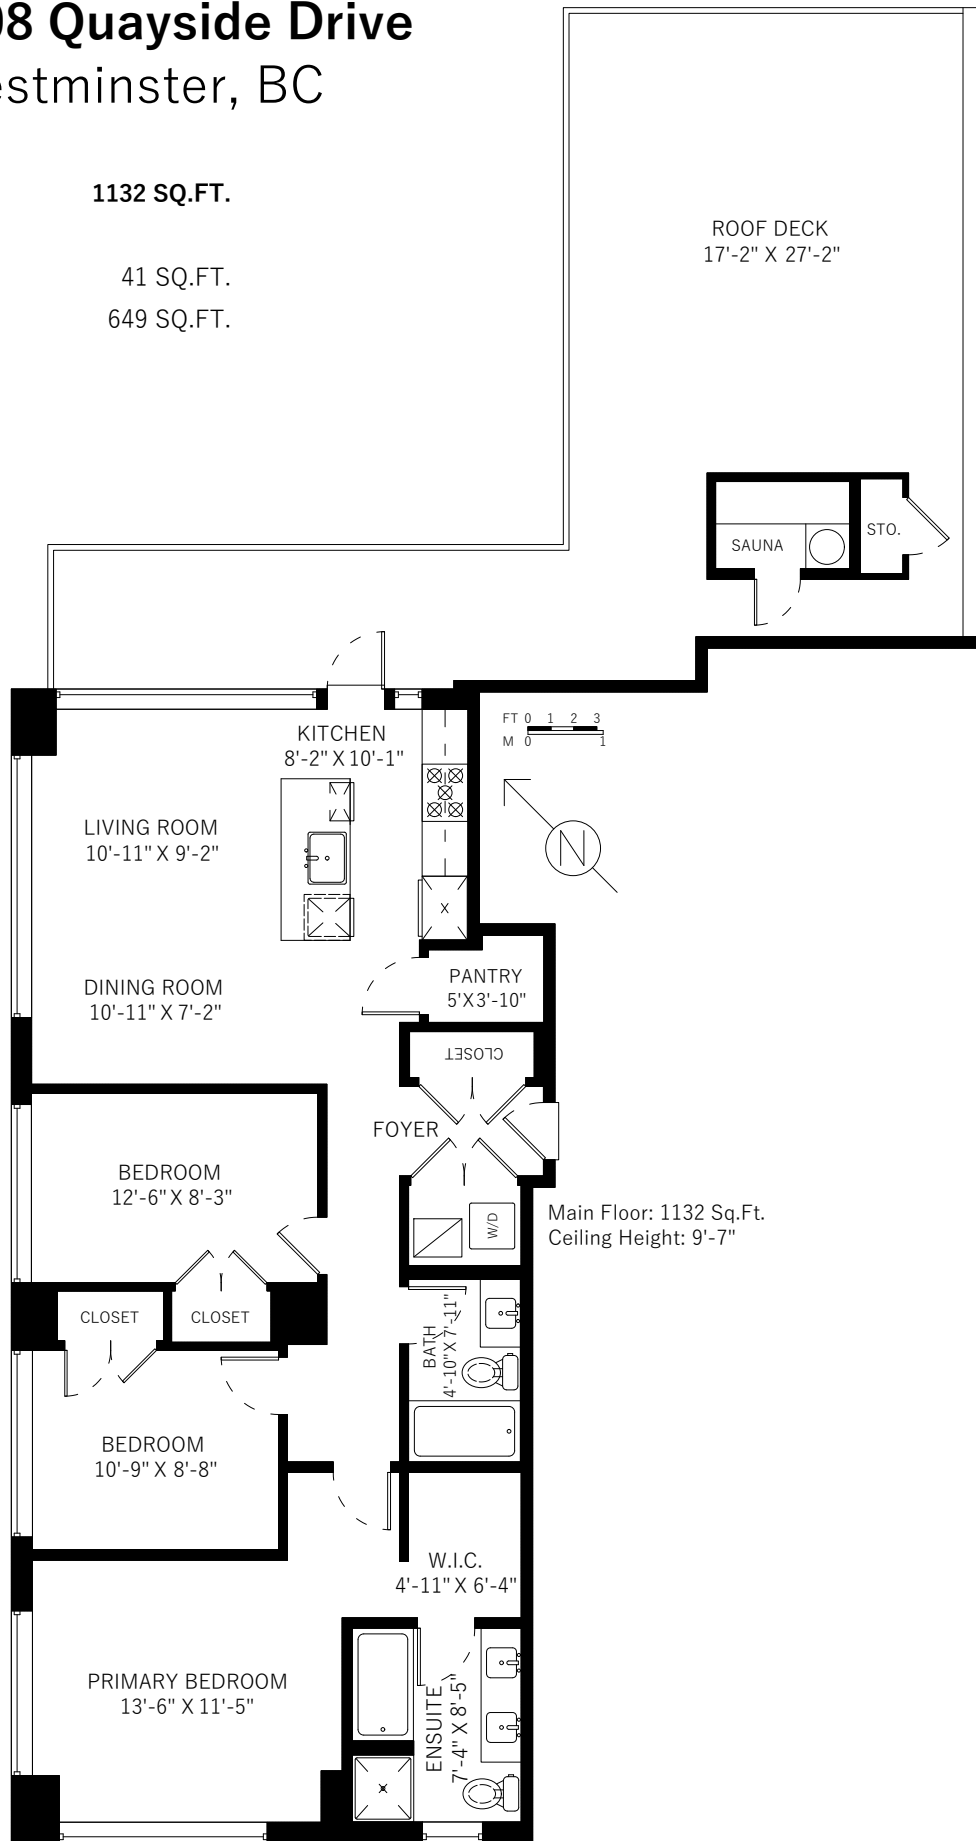 08 Quayside Drive
estminster, BC
1132 SQ.FT.
41 SQ.FT.
649 SQ.FT.
ROOF DECK
17'-2" X 27'-2"
SAUNA
STO.
KITCHEN
8'-2" X 10'-1"
FT 0 1 2 3
M 0 1
LIVING ROOM
10'-11" X 9'-2"
N
X
DINING ROOM
10'-11" X 7'-2"
PANTRY
5'X3'-10"
CLOSET
FOYER
BEDROOM
12'-6" X 8'-3"
W/D
Main Floor: 1132 Sq.Ft.
Ceiling Height: 9'-7"
CLOSET
CLOSET
BATH
4'-10"X 7'-11"
BEDROOM
10'-9" X 8'-8"
W.I.C.
4'-11" X 6'-4"
PRIMARY BEDROOM
13'-6" X 11'-5"
ENSUITE
7'-4" X 8'-5"